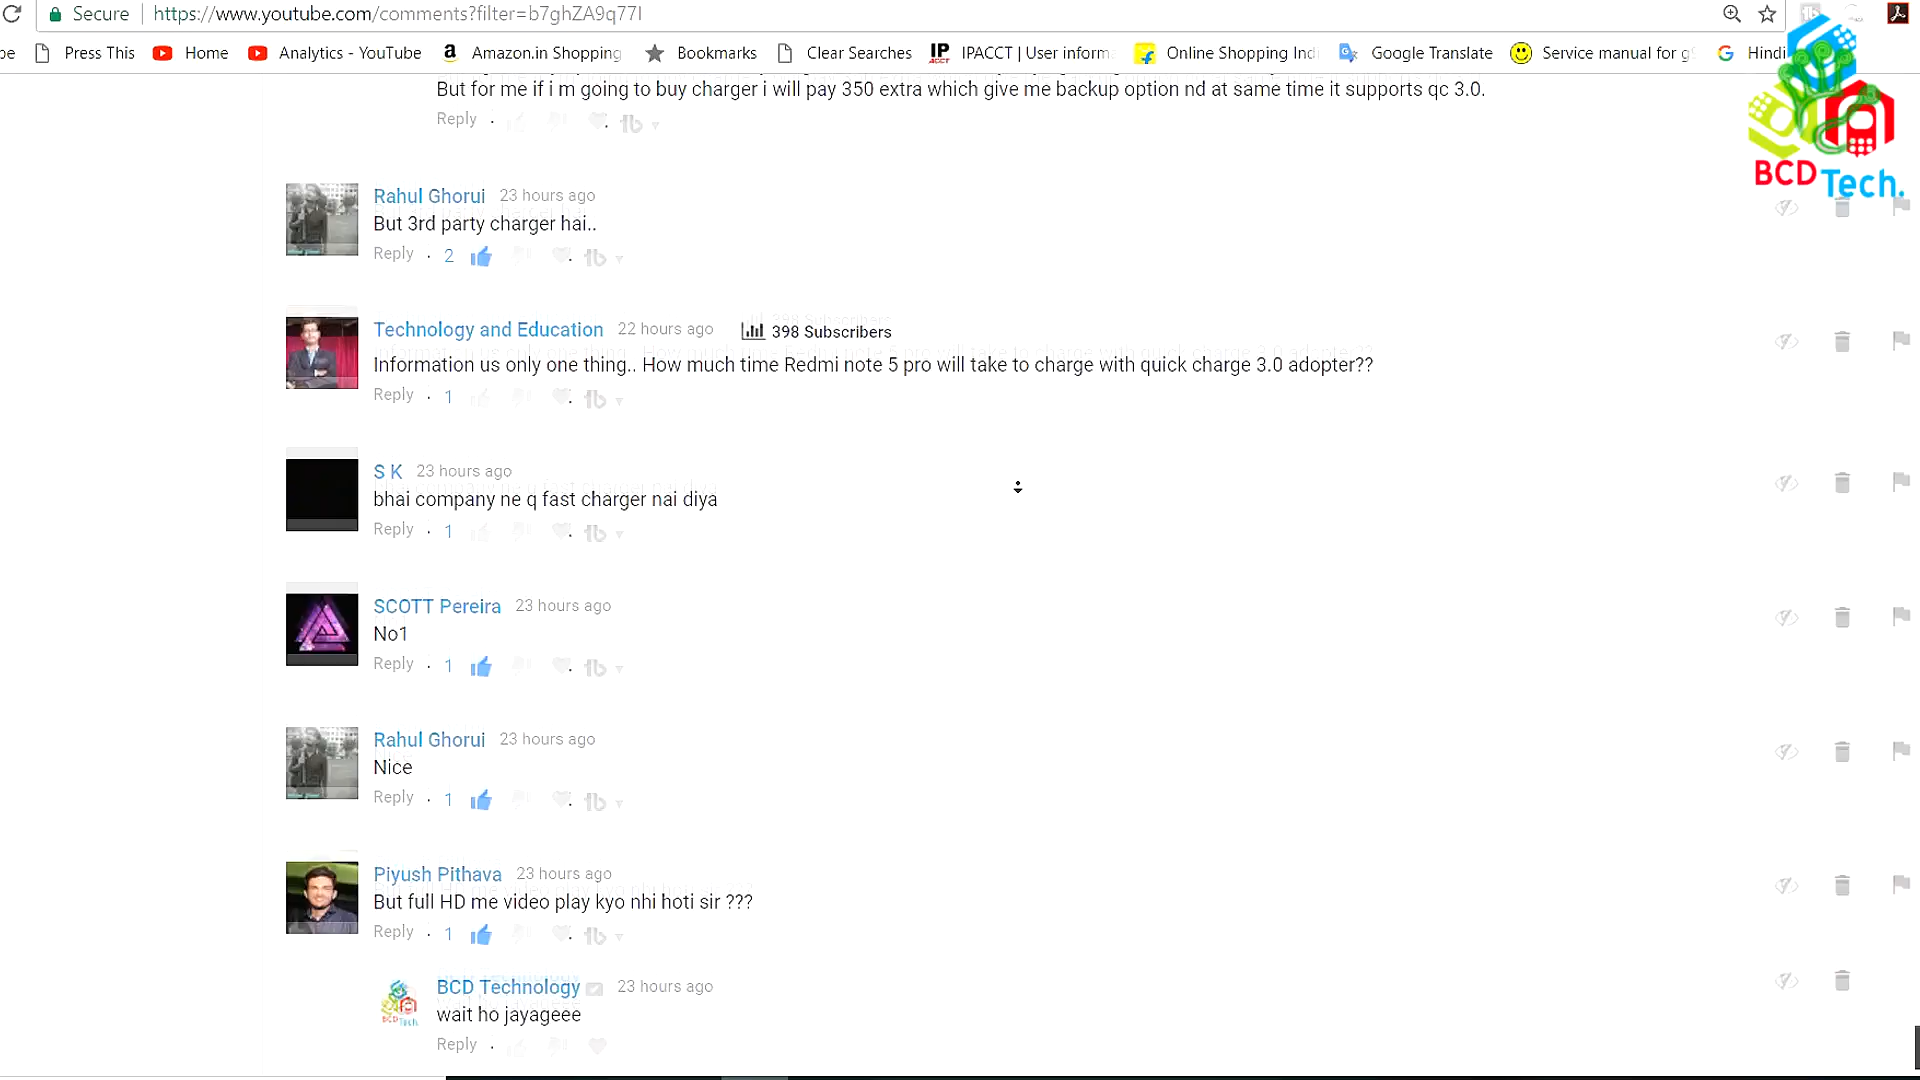 Secure https://www.youtube.com/comments?filter=b7ghZA9q77I
be Press This Home Analytics - YouTube Amazon.in Shopping Bookmarks Clear Searches IP IPACCT | User inform Online Shopping Ind Google Translate Service manual for g Hindi
But for me if i m going to buy charger i will pay 350 extra which give me backup option nd at same time it supports qc 3.0.
Reply
BCD Tech.
Rahul Ghorui 23 hours ago
But 3rd party charger hai..
Reply 2
Technology and Education 22 hours ago 398 Subscribers
Information us only one thing.. How much time Redmi note 5 pro will take to charge with quick charge 3.0 adopter??
Reply 1
S K 23 hours ago
bhai company ne q fast charger nai diya
Reply 1
SCOTT Pereira 23 hours ago
No1
Reply 1
Rahul Ghorui 23 hours ago
Nice
Reply 1
Piyush Pithava 23 hours ago
But full HD me video play kyo nhi hoti sir ???
Reply 1
BCD Technology 23 hours ago
wait ho jayageee
Reply